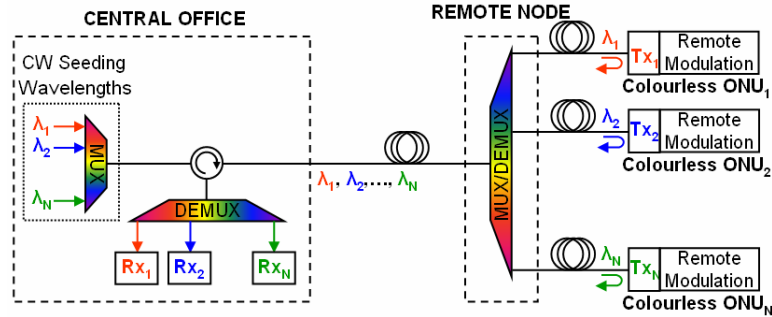 CENTRAL OFFICE
CW Seeding
Wavelengths
λ1
λ2
λN
MUX
DEMUX
Rx1
Rx2
RxN
λ1, λ2,...., λN
REMOTE NODE
MUX/DEMUX
λ1
Tx1
Remote
Modulation
Colourless ONU1
λ2
Tx2
Remote
Modulation
Colourless ONU2
λN
TxN
Remote
Modulation
Colourless ONUN